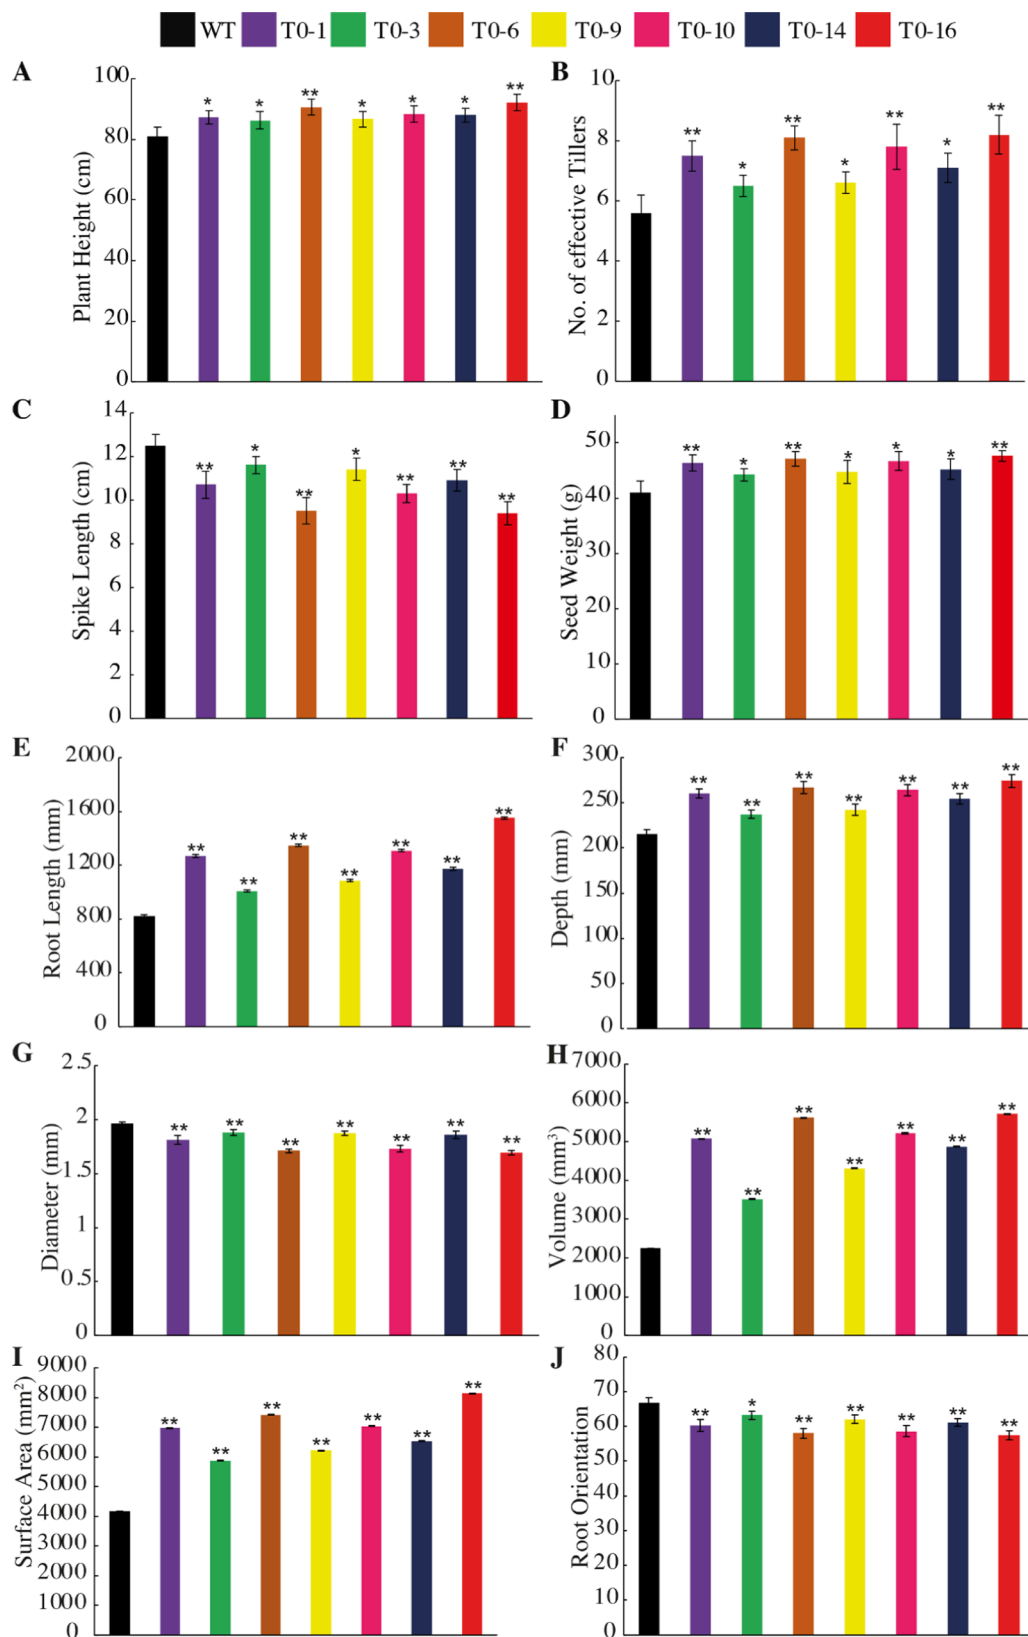 WT T0-1 T0-3 T0-6 T0-9 T0-10 T0-14 T0-16
A
Plant Height (cm)
100
80
60
40
20
0
* * ** * * * **
B
No. of effective Tillers
10
8
6
4
2
0
** * ** * ** * **
C
Spike Length (cm)
14
12
10
8
6
4
2
0
** * ** * ** ** **
D
Seed Weight (g)
50
40
30
20
10
0
** * ** * * * **
E
Root Length (mm)
2000
1600
1200
800
400
0
** ** ** ** ** ** **
F
Depth (mm)
300
250
200
150
100
50
0
** ** ** ** ** ** **
G
Diameter (mm)
2.5
2
1.5
1
0.5
0
** ** ** ** ** ** **
H
Volume (mm³)
7000
6000
5000
4000
3000
2000
1000
0
** ** ** ** ** ** **
I
Surface Area (mm²)
9000
8000
7000
6000
5000
4000
3000
2000
1000
0
** ** ** ** ** ** **
J
Root Orientation
80
70
60
50
40
30
20
10
0
** * ** ** ** ** **